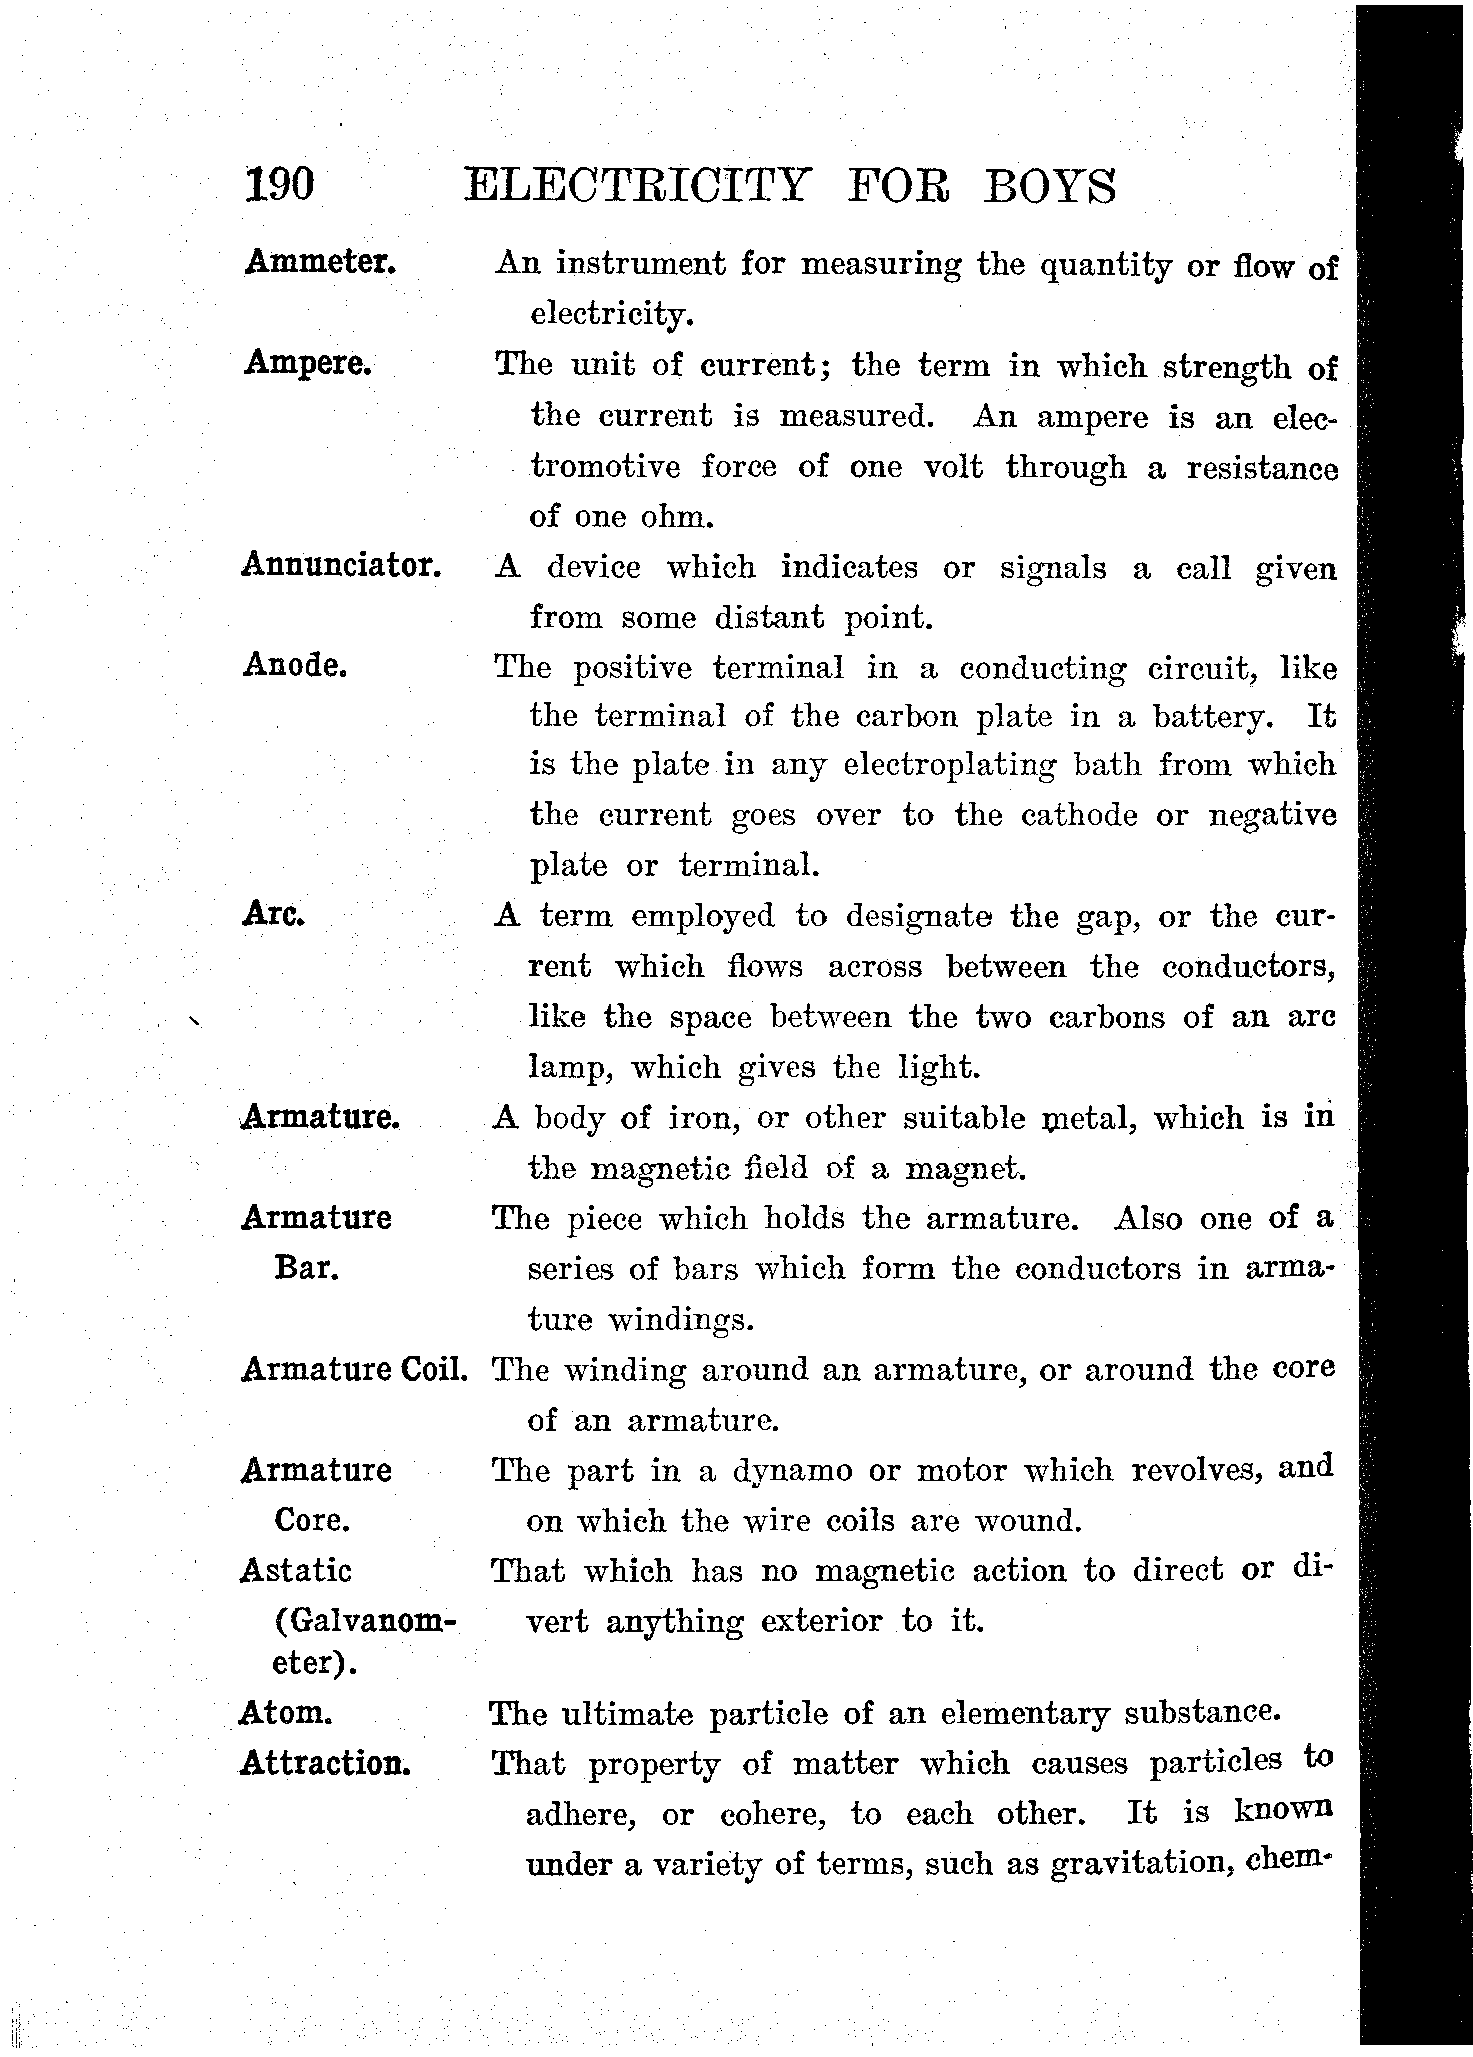 190 ELECTRICITY FOR BOYS
Ammeter. An instrument for measuring the quantity or flow of
electricity.
Ampere. The unit of current; the term in which strength of
the current is measured. An ampere is an elec-
tromotive force of one volt through a resistance
of one ohm.
Annunciator. A device which indicates or signals a call given
from some distant point.
Anode. The positive terminal in a conducting circuit, like
the terminal of the carbon plate in a battery. It
is the plate in any electroplating bath from which
the current goes over to the cathode or negative
plate or terminal.
Arc. A term employed to designate the gap, or the cur-
rent which flows across between the conductors,
like the space between the two carbons of an arc
lamp, which gives the light.
Armature. A body of iron, or other suitable metal, which is in
the magnetic field of a magnet.
Armature The piece which holds the armature. Also one of a
Bar. series of bars which form the conductors in arma-
ture windings.
Armature Coil. The winding around an armature, or around the core
of an armature.
Armature The part in a dynamo or motor which revolves, and
Core. on which the wire coils are wound.
Astatic That which has no magnetic action to direct or di-
(Galvanom- vert anything exterior to it.
eter).
Atom. The ultimate particle of an elementary substance.
Attraction. That property of matter which causes particles to
adhere, or cohere, to each other. It is known
under a variety of terms, such as gravitation, chem-